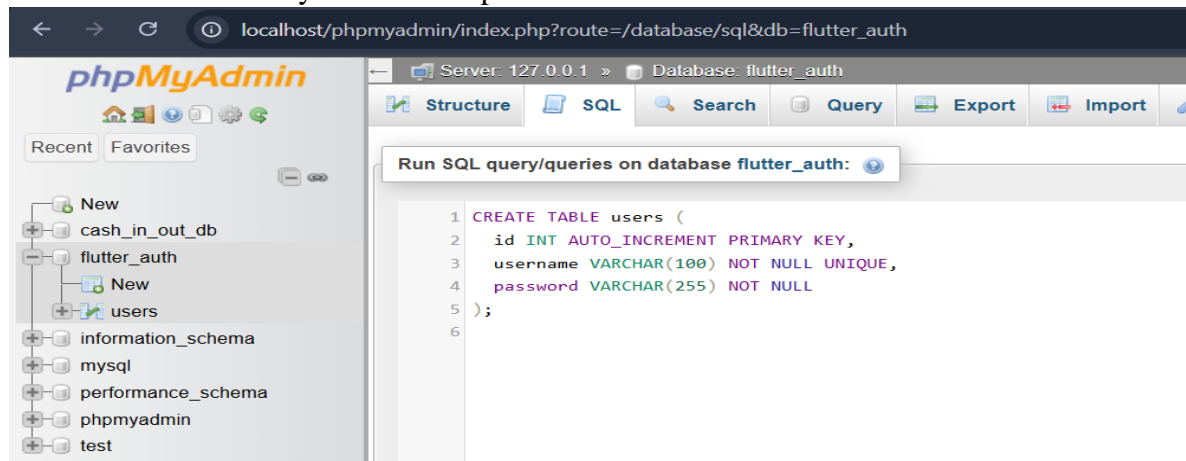 localhost/phpmyadmin/index.php?route=/database/sql&db=flutter_auth
phpMyAdmin
Recent Favorites
New
cash_in_out_db
flutter_auth
New
users
information_schema
mysql
performance_schema
phpmyadmin
test
Server: 127.0.0.1 » Database: flutter_auth
Structure SQL Search Query Export Import
Run SQL query/queries on database flutter_auth:
1 CREATE TABLE users (
2 id INT AUTO_INCREMENT PRIMARY KEY,
3 username VARCHAR(100) NOT NULL UNIQUE,
4 password VARCHAR(255) NOT NULL
5 );
6